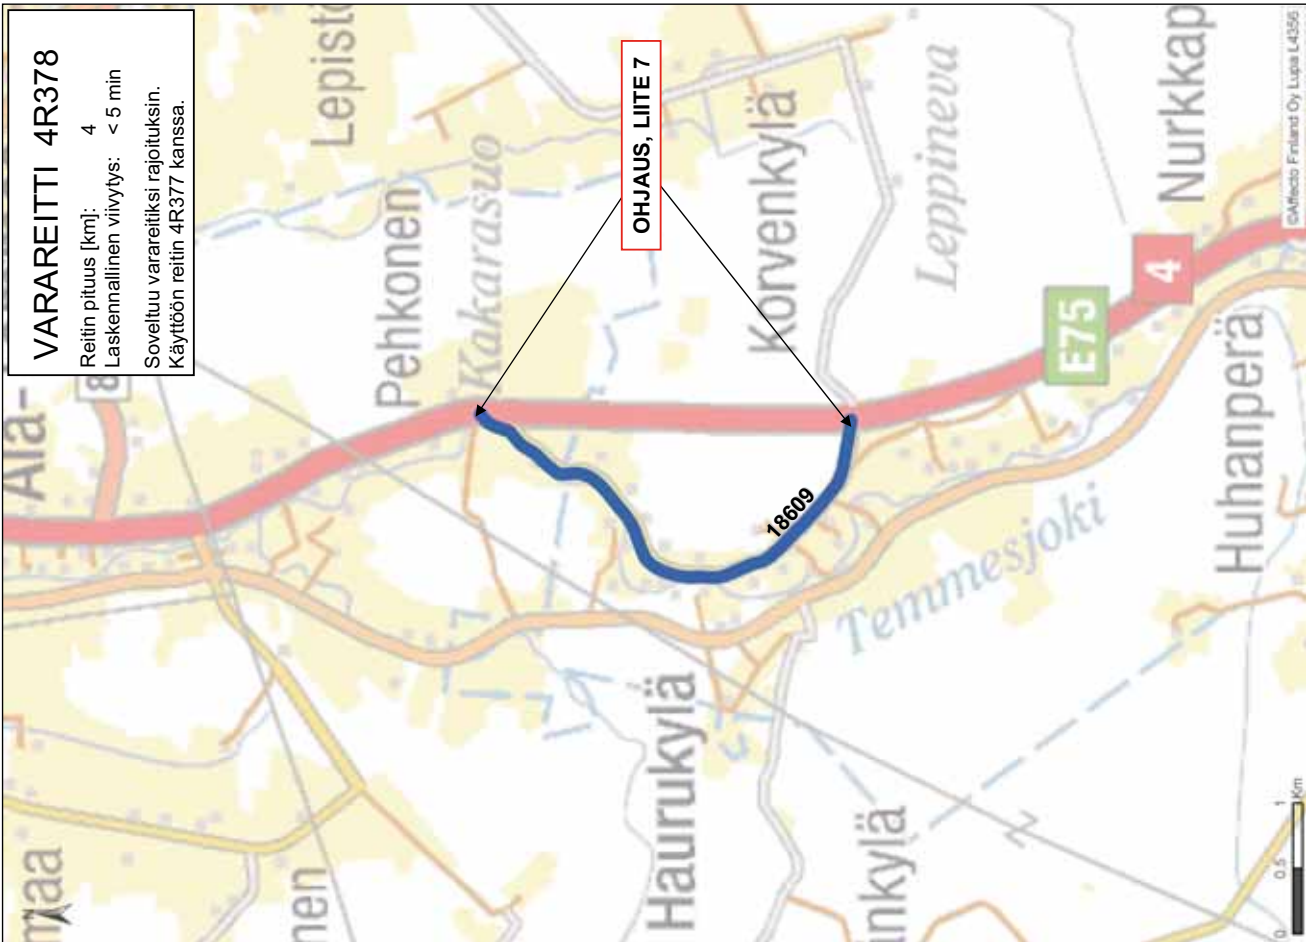 VARAREITTI 4R378
Reitin pituus [km]: 4
Laskennallinen viivytys: < 5 min
Soveltuu varareitiksi rajoituksin.
Käyttöön reitin 4R377 kanssa.
Ala-
8
Lepist
Pehkonen
Kakarasuo
OHJAUS, LIITE 7
Korvenkylä
Leppineva
Nurkkap
E75
4
18609
Temmesjoki
Huhanperä
Haurukylä
maa
nen
nkylä
0 0.5 1 Km
©Affecto Finland Oy Lupa L4356